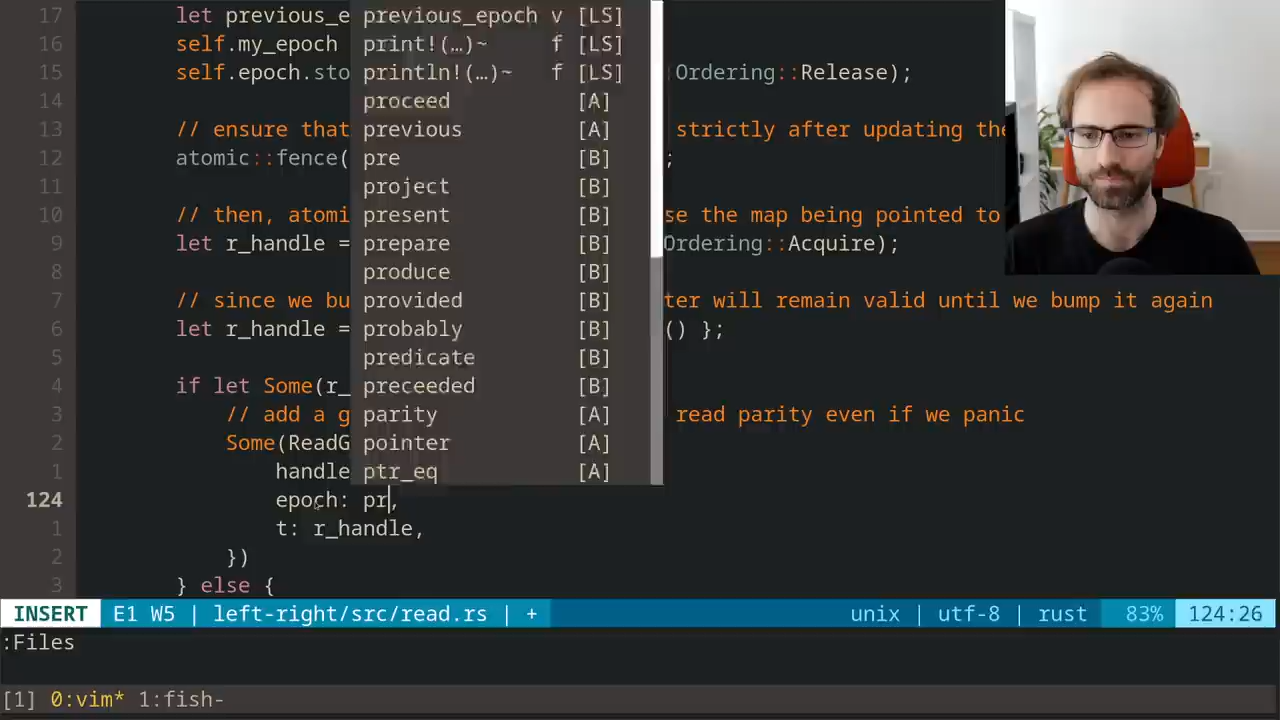 17 let previous_e previous_epoch v [LS]
16 self.my_epoch print!(…)~ f [LS]
15 self.epoch.sto println!(…)~ f [LS] Ordering::Release);
14 proceed [A]
13 // ensure that previous [A] strictly after updating the
12 atomic::fence( pre [B] ;
11 project [B]
10 // then, atomi present [B] se the map being pointed to
9 let r_handle = prepare [B] Ordering::Acquire);
8 produce [B]
7 // since we bu provided [B] ter will remain valid until we bump it again
6 let r_handle = probably [B] () };
5 predicate [B]
4 if let Some(r_ preceeded [B]
3 // add a g parity [A] read parity even if we panic
2 Some(ReadG pointer [A]
1 handle ptr_eq [A]
124 epoch: pr,
1 t: r_handle,
2 })
3 } else {
INSERT E1 W5 | left-right/src/read.rs | + unix | utf-8 | rust 83% 124:26
:Files
[1] 0:vim* 1:fish-